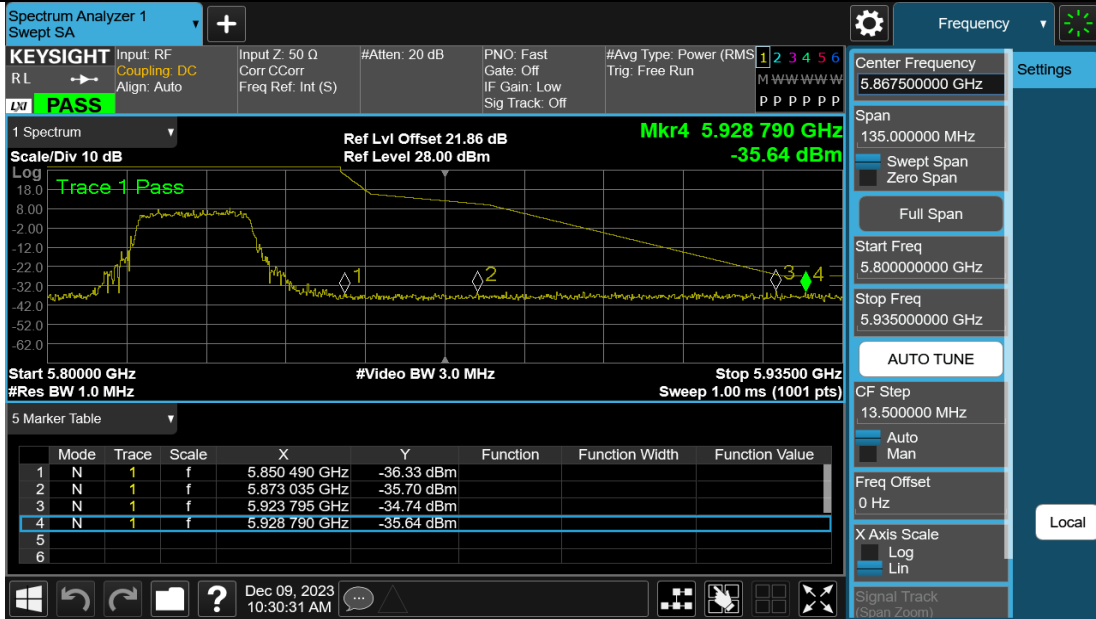 Spectrum Analyzer 1
Swept SA
+
Frequency
KEYSIGHT
R L
LXI PASS
Input: RF
Coupling: DC
Align: Auto
Input Z: 50 Ω
Corr CCorr
Freq Ref: Int (S)
#Atten: 20 dB
PNO: Fast
Gate: Off
IF Gain: Low
Sig Track: Off
#Avg Type: Power (RMS
Trig: Free Run
1 2 3 4 5 6
M W W W W W
P P P P P P
1 Spectrum
Scale/Div 10 dB
Ref Lvl Offset 21.86 dB
Ref Level 28.00 dBm
Mkr4 5.928 790 GHz
-35.64 dBm
Log
Trace 1 Pass
18.0
8.00
-2.00
-12.0
-22.0
-32.0
-42.0
-52.0
-62.0
1
2
3
4
Start 5.80000 GHz
#Video BW 3.0 MHz
Stop 5.93500 GHz
#Res BW 1.0 MHz
Sweep 1.00 ms (1001 pts)
5 Marker Table
Mode Trace Scale X Y Function Function Width Function Value
1 N 1 f 5.850 490 GHz -36.33 dBm
2 N 1 f 5.873 035 GHz -35.70 dBm
3 N 1 f 5.923 795 GHz -34.74 dBm
4 N 1 f 5.928 790 GHz -35.64 dBm
5
6
?
Dec 09, 2023
10:30:31 AM
Center Frequency
5.867500000 GHz
Span
135.000000 MHz
Swept Span
Zero Span
Full Span
Start Freq
5.800000000 GHz
Stop Freq
5.935000000 GHz
AUTO TUNE
CF Step
13.500000 MHz
Auto
Man
Freq Offset
0 Hz
X Axis Scale
Log
Lin
Signal Track
(Span Zoom)
Settings
Local